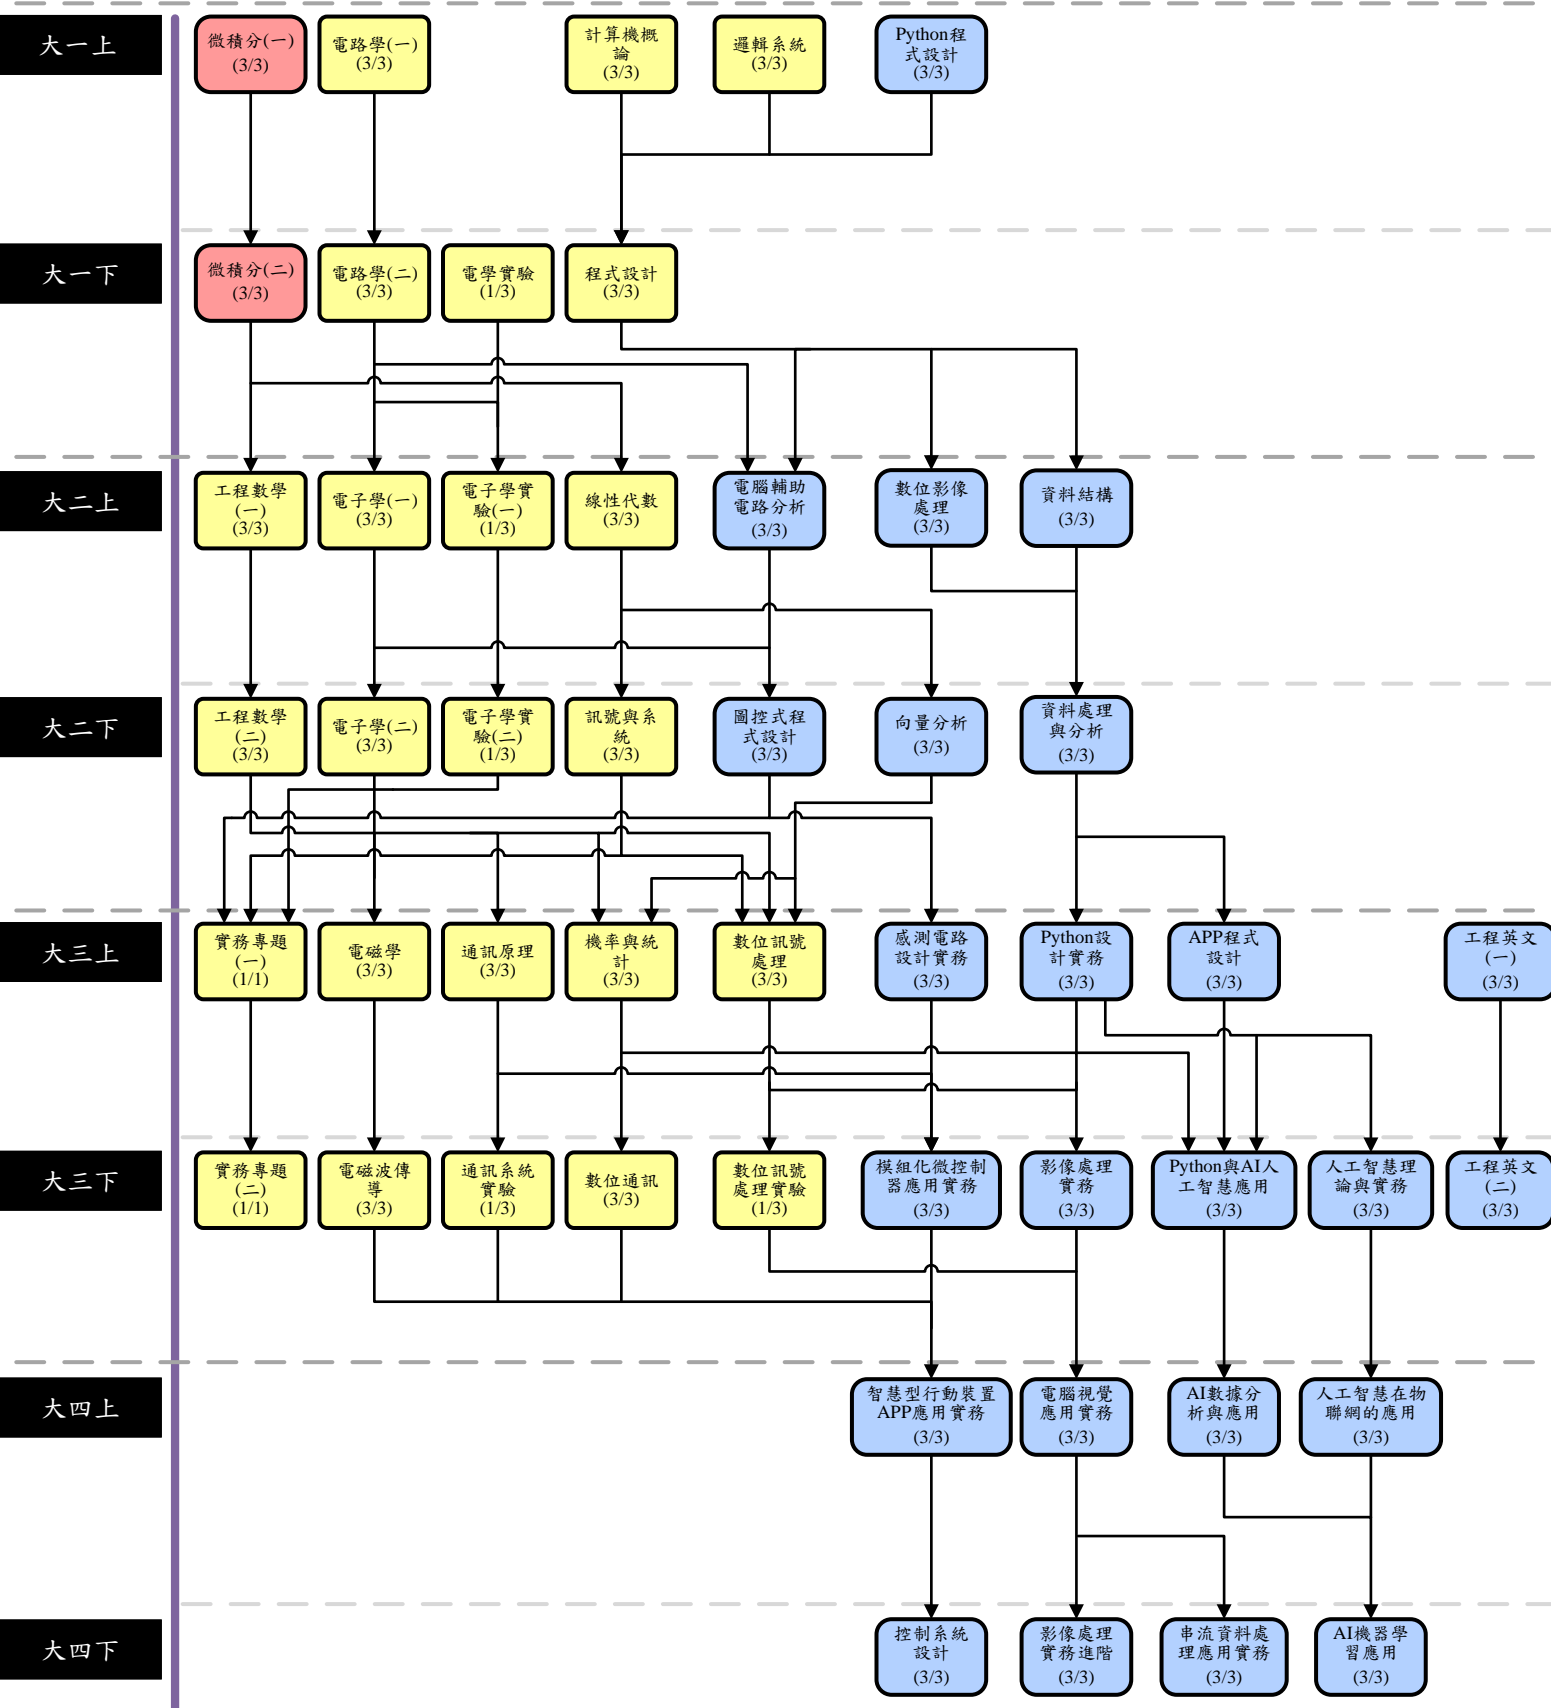 大一上
微積分(一)
(3/3)
電路學(一)
(3/3)
計算機概
論
(3/3)
邏輯系統
(3/3)
Python程
式設計
(3/3)
大一下
微積分(二)
(3/3)
電路學(二)
(3/3)
電學實驗
(1/3)
程式設計
(3/3)
大二上
工程數學
(一)
(3/3)
電子學(一)
(3/3)
電子學實
驗(一)
(1/3)
線性代數
(3/3)
電腦輔助
電路分析
(3/3)
數位影像
處理
(3/3)
資料結構
(3/3)
大二下
工程數學
(二)
(3/3)
電子學(二)
(3/3)
電子學實
驗(二)
(1/3)
訊號與系
統
(3/3)
圖控式程
式設計
(3/3)
向量分析
(3/3)
資料處理
與分析
(3/3)
大三上
實務專題
(一)
(1/1)
電磁學
(3/3)
通訊原理
(3/3)
機率與統
計
(3/3)
數位訊號
處理
(3/3)
感測電路
設計實務
(3/3)
Python設
計實務
(3/3)
APP程式
設計
(3/3)
工程英文
(一)
(3/3)
大三下
實務專題
(二)
(1/1)
電磁波傳
導
(3/3)
通訊系統
實驗
(1/3)
數位通訊
(3/3)
數位訊號
處理實驗
(1/3)
模組化微控制
器應用實務
(3/3)
影像處理
實務
(3/3)
Python與AI人
工智慧應用
(3/3)
人工智慧理
論與實務
(3/3)
工程英文
(二)
(3/3)
大四上
智慧型行動裝置
APP應用實務
(3/3)
電腦視覺
應用實務
(3/3)
AI數據分
析與應用
(3/3)
人工智慧在物
聯網的應用
(3/3)
大四下
控制系統
設計
(3/3)
影像處理
實務進階
(3/3)
串流資料處
理應用實務
(3/3)
AI機器學
習應用
(3/3)